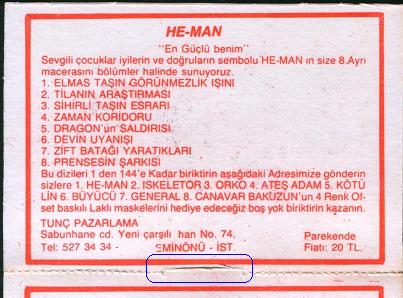 HE-MAN
"En Güçlü benim"
Sevgili çocuklar iyilerin ve doğruların sembolu HE-MAN ın size 8.Ayrı
macerasını bölümler halinde sunuyoruz.
1. ELMAS TAŞIN GÖRÜNMEZLİK IŞINI
2. TİLANIN ARAŞTIRMASI
3. SİHİRLİ TAŞIN ESRARI
4. ZAMAN KORİDORU
5. DRAGON'un SALDIRISI
6. DEVİN UYANIŞI
7. ZİFT BATAĞI YARATIKLARI
8. PRENSESİN ŞARKISI
Bu dizileri 1 den 144'e Kadar biriktirin aşağıdaki Adresimize gönderin
sizlere 1. HE-MAN 2. ISKELETOR 3. ORKO 4. ATEŞ ADAM 5. KÖTÜ
LİN 6. BÜYÜCÜ 7. GENERAL 8. CANAVAR BAKUZUN'un 4 Renk Of-
set baskılı Laklı maskelerini hediye edeceğiz boş yok biriktirin kazanın.
TUNÇ PAZARLAMA
Sabunhane cd. Yeni çarşılı han No. 74. Parekende
Tel: 527 34 34 - EMİNÖNÜ - İST. Fiatı: 20 TL.